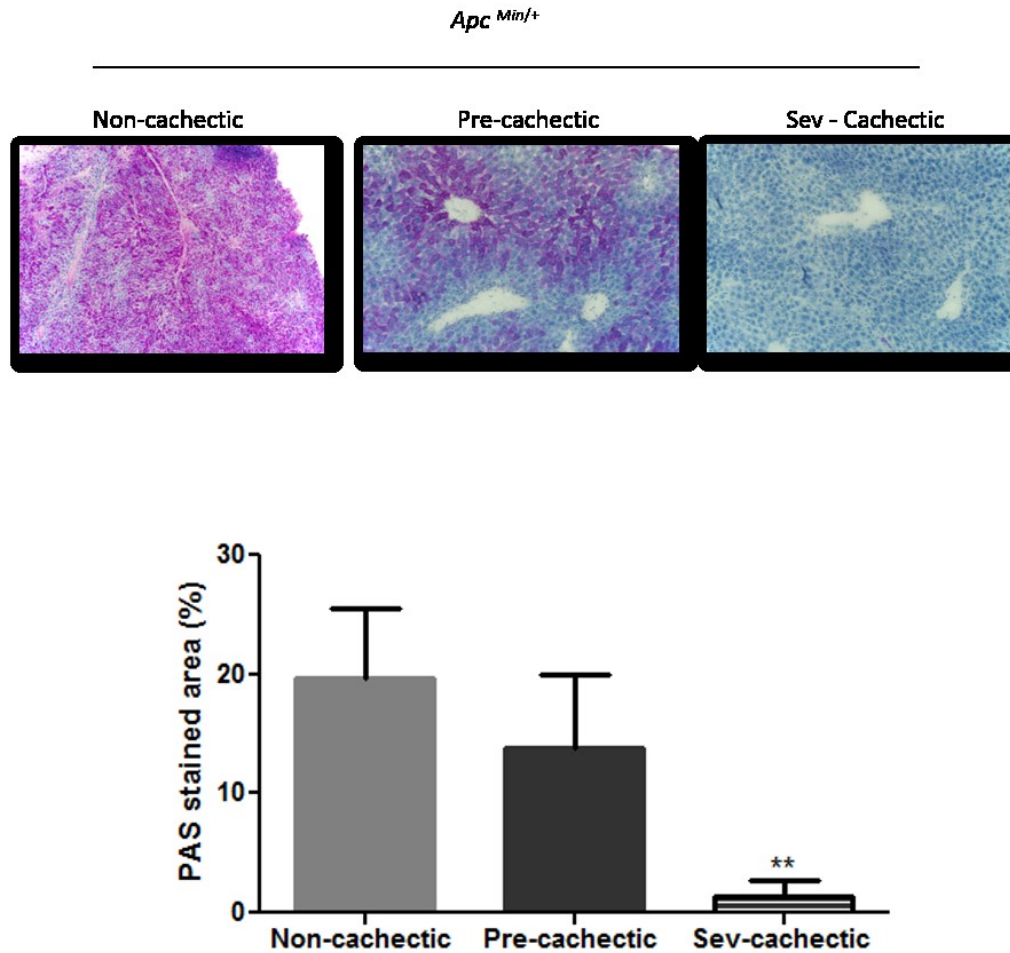 Apc Min/+
Non-cachectic
Pre-cachectic
Sev - Cachectic
30
20
10
0
PAS stained area (%)
**
Non-cachectic
Pre-cachectic
Sev-cachectic